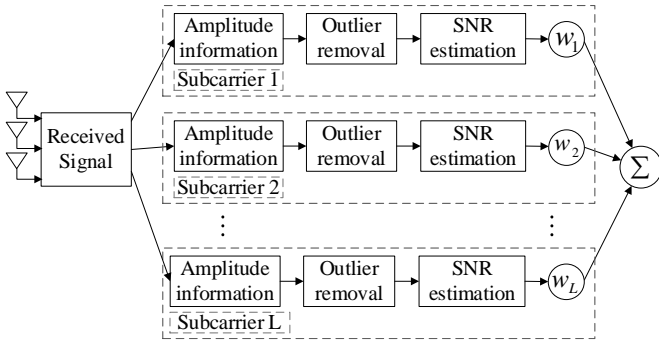 Received
Signal
Amplitude
information
Outlier
removal
SNR
estimation
w1
Subcarrier 1
Amplitude
information
Outlier
removal
SNR
estimation
w2
Subcarrier 2
Amplitude
information
Outlier
removal
SNR
estimation
wL
Subcarrier L
Σ